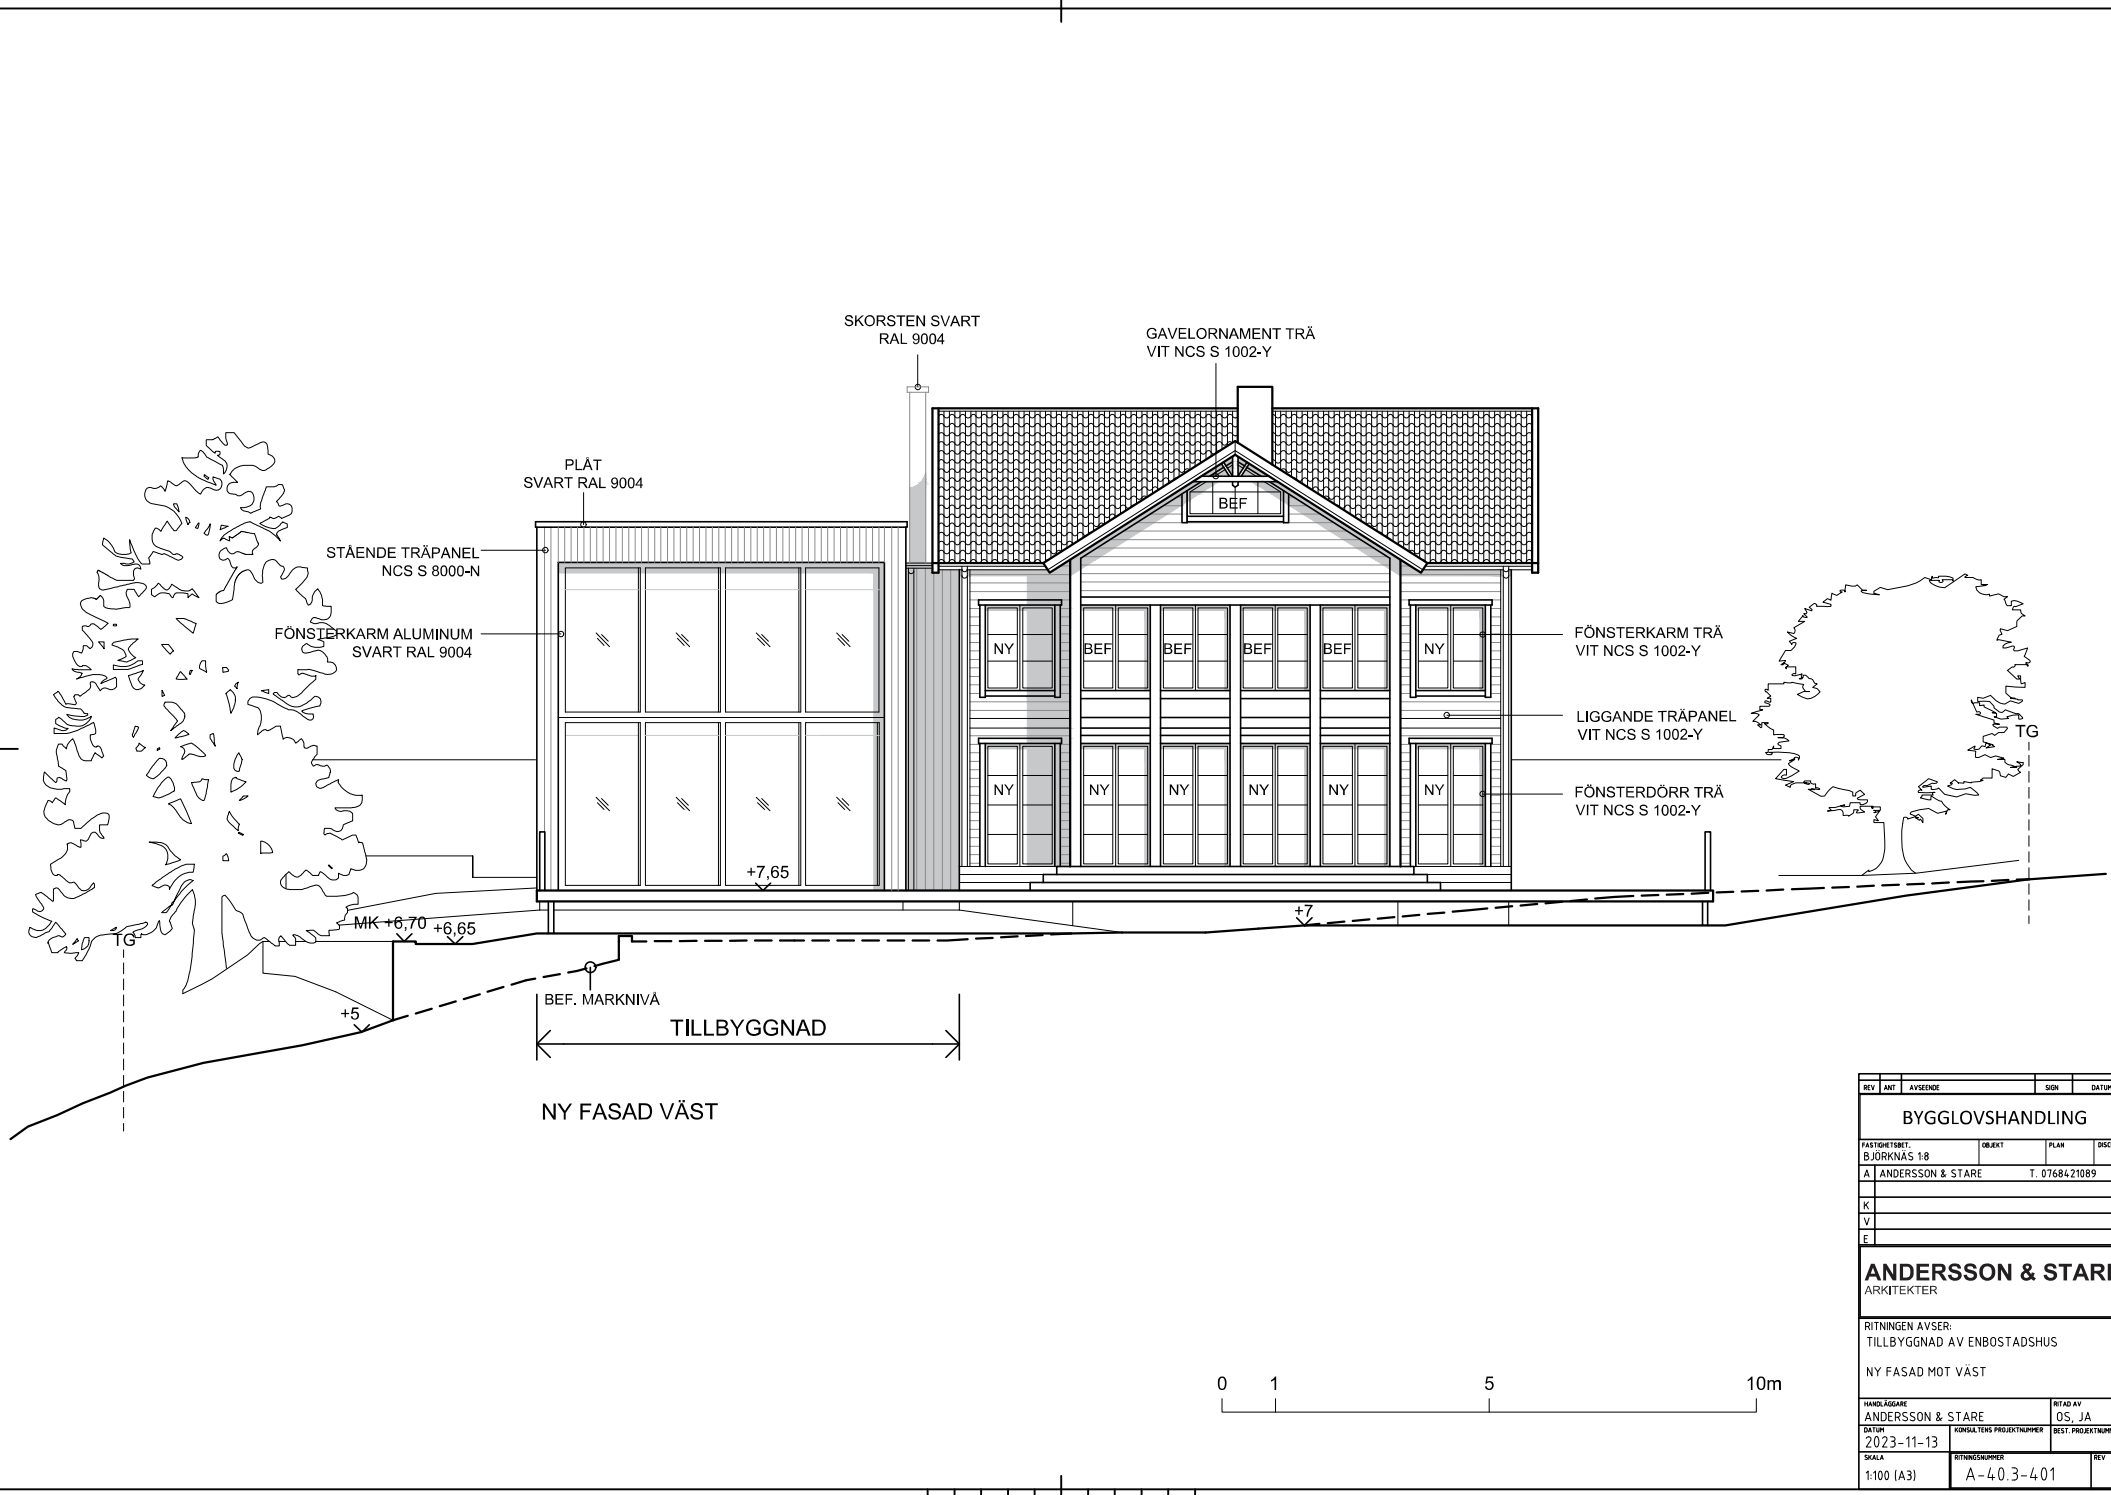 SKORSTEN SVART
RAL 9004
GAVELORNAMENT TRÄ
VIT NCS S 1002-Y
PLÅT
SVART RAL 9004
BEF
STÅENDE TRÄPANEL
NCS S 8000-N
FÖNSTERKARM ALUMINUM
SVART RAL 9004
FÖNSTERKARM TRÄ
VIT NCS S 1002-Y
NY BEF BEF BEF BEF NY
LIGGANDE TRÄPANEL
VIT NCS S 1002-Y
TG
NY NY NY NY NY NY
FÖNSTERDÖRR TRÄ
VIT NCS S 1002-Y
+7,65
MK +6,70 +6,65
+7
TG
BEF. MARKNIVÅ
+5
TILLBYGGNAD
NY FASAD VÄST
REV ANT AVSEENDE SIGN DATUM
BYGGLOVSHANDLING
FASTIGHETSBET. OBJEKT PLAN
BJÖRKNÄS 1:8
A ANDERSSON & STARE T. 0768421089
K
V
E
ANDERSSON & STARE
ARKITEKTER
RITNINGEN AVSER:
TILLBYGGNAD AV ENBOSTADSHUS
NY FASAD MOT VÄST
0 1 5 10m
HANDLÄGGARE RITAD AV
ANDERSSON & STARE OS, JA
DATUM KONSULTENS PROJEKTNUMMER BEST. PROJEKTNUM
2023-11-13
SKALA RITNINGSNUMMER REV
1:100 (A3) A-40.3-401